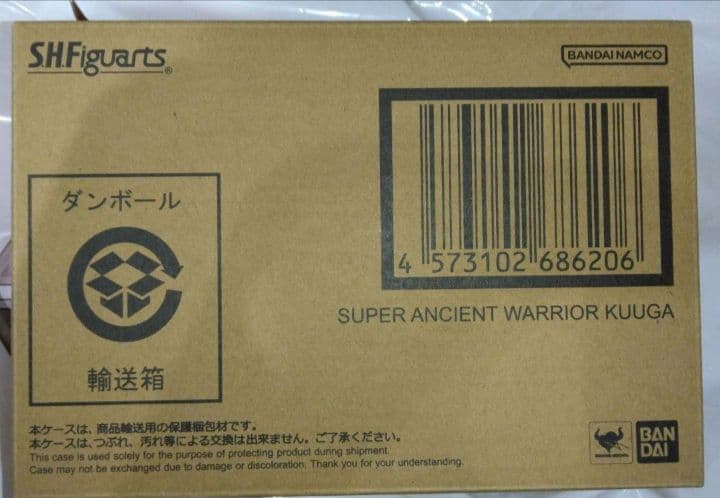 S.H.Figuarts®
BANDAI NAMCO
ダンボール
輸送箱
4 573102 686206
SUPER ANCIENT WARRIOR KUUGA
本ケースは、商品輸送用の保護梱包材です。
本ケースは、つぶれ、汚れ等による交換は出来ません。ご了承ください。
This case is used solely for the purpose of protecting product during shipment.
Case may not be exchanged due to damage or discoloration. Thank you for your understanding.
BAN
DAI